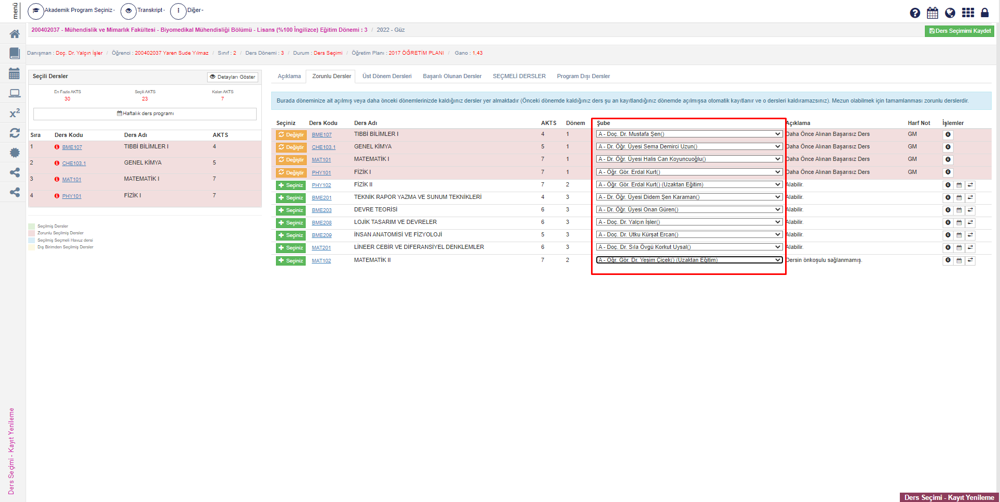 menü
Akademik Program Seçiniz- Transkript- Diğer-
200402037 - Mühendislik ve Mimarlık Fakültesi - Biyomedikal Mühendisliği Bölümü - Lisans (%100 İngilizce) Eğitim Dönemi : 3 / 2022 - Güz
Ders Seçimimi Kaydet
Danışman : Doç. Dr. Yalçın İşler / Öğrenci : 200402037 Yaren Sude Yılmaz / Sınıf : 2 / Ders Dönemi : 3 / Durum : Ders Seçimi / Öğretim Planı : 2017 ÖĞRETİM PLANI / Gano : 1,43
Seçili Dersler
Detayları Göster
En Fazla AKTS Seçili AKTS Kalan AKTS
30 23 7
Haftalık ders programı
Sıra Ders Kodu Ders Adı AKTS
1 BME107 TIBBİ BİLİMLER I 4
2 CHE103.1 GENEL KİMYA 5
3 MAT101 MATEMATİK I 7
4 PHY101 FİZİK I 7
Seçilmiş Dersler
Zorunlu Seçilmiş Dersler
Seçilmiş Seçmeli Havuz dersi
Dış Birimden Seçilmiş Dersler
Açıklama Zorunlu Dersler Üst Dönem Dersleri Başarılı Olunan Dersler SEÇMELİ DERSLER Program Dışı Dersler
Burada döneminize ait açılmış veya daha önceki dönemlerinizde kaldığınız dersler yer almaktadır (Önceki dönemde kaldığınız ders şu an kayıtlandığınız dönemde açılmışsa otomatik kayıtlanır ve o dersleri kaldıramazsınız). Mezun olabilmek için tamamlanması zorunlu derslerdir.
Seçiniz Ders Kodu Ders Adı AKTS Dönem Şube Açıklama Harf Not İşlemler
Değiştir BME107 TIBBİ BİLİMLER I 4 1 A - Doç. Dr. Mustafa Şen() Daha Önce Alınan Başarısız Ders GM
Değiştir CHE103.1 GENEL KİMYA 5 1 A - Dr. Öğr. Üyesi Sema Demirci Uzun() Daha Önce Alınan Başarısız Ders GM
Değiştir MAT101 MATEMATİK I 7 1 A - Dr. Öğr. Üyesi Halis Can Koyuncuoğlu() Daha Önce Alınan Başarısız Ders GM
Değiştir PHY101 FİZİK I 7 1 A - Öğr. Gör. Erdal Kurt() Daha Önce Alınan Başarısız Ders GM
Seçiniz PHY102 FİZİK II 7 2 A - Öğr. Gör. Erdal Kurt() (Uzaktan Eğitim) Alabilir.
Seçiniz BME201 TEKNİK RAPOR YAZMA VE SUNUM TEKNİKLERİ 4 3 A - Dr. Öğr. Üyesi Didem Şen Karaman() Alabilir.
Seçiniz BME203 DEVRE TEORİSİ 6 3 A - Dr. Öğr. Üyesi Onan Güren() Alabilir.
Seçiniz BME208 LOJİK TASARIM VE DEVRELER 6 3 A - Doç. Dr. Yalçın İşler() Alabilir.
Seçiniz BME209 İNSAN ANATOMİSİ VE FİZYOLOJİ 5 3 A - Doç. Dr. Utku Kürşat Ercan() Alabilir.
Seçiniz MAT201 LİNEER CEBİR VE DİFERANSİYEL DENKLEMLER 6 3 A - Doç. Dr. Sıla Övgü Korkut Uysal() Alabilir.
Seçiniz MAT102 MATEMATİK II 7 2 A - Öğr. Gör. Dr. Yeşim Çiçek() (Uzaktan Eğitim) Dersin önkoşulu sağlanmamış.
Ders Seçimi - Kayıt Yenileme
Ders Seçimi - Kayıt Yenileme